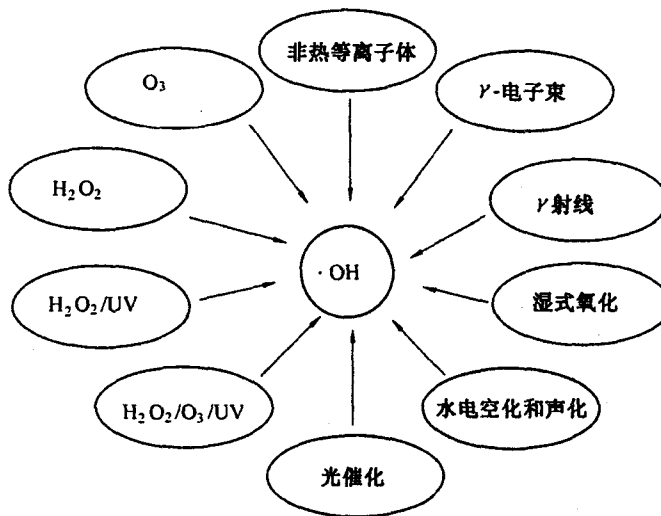 非热等离子体
O₃
γ-电子束
H₂O₂
γ射线
·OH
H₂O₂/UV
湿式氧化
H₂O₂/O₃/UV
水电空化和声化
光催化